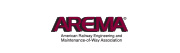 AREMA®
American Railway Engineering and
Maintenance-of-Way Association